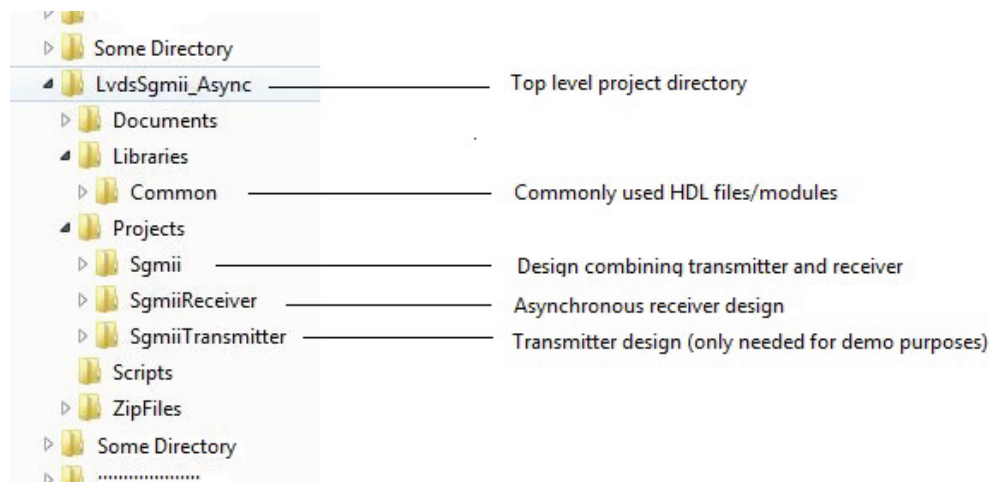 Some Directory
LvdsSgmii_Async Top level project directory
Documents
Libraries
Common Commonly used HDL files/modules
Projects
Sgmii Design combining transmitter and receiver
SgmiiReceiver Asynchronous receiver design
SgmiiTransmitter Transmitter design (only needed for demo purposes)
Scripts
ZipFiles
Some Directory
....................